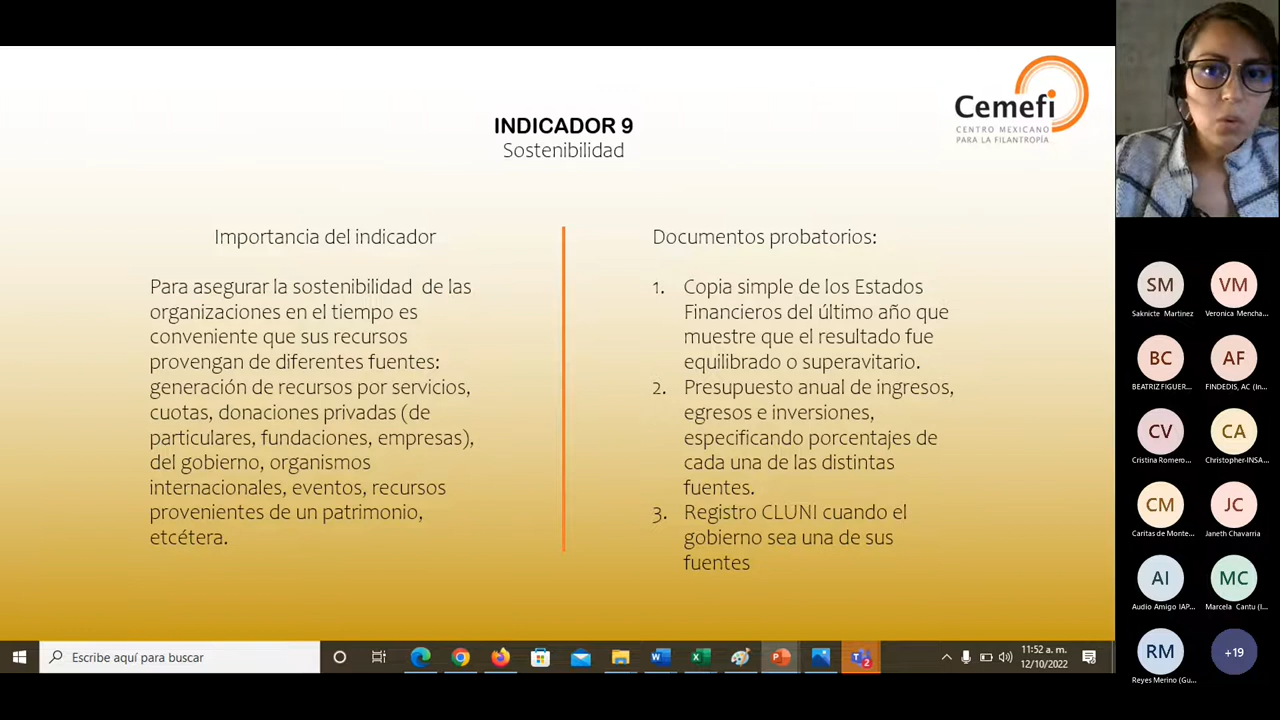 Cemefi
CENTRO MEXICANO
PARA LA FILANTROPÍA
INDICADOR 9
Sostenibilidad
Importancia del indicador
Para asegurar la sostenibilidad de las
organizaciones en el tiempo es
conveniente que sus recursos
provengan de diferentes fuentes:
generación de recursos por servicios,
cuotas, donaciones privadas (de
particulares, fundaciones, empresas),
del gobierno, organismos
internacionales, eventos, recursos
provenientes de un patrimonio,
etcétera.
Documentos probatorios:
1. Copia simple de los Estados
Financieros del último año que
muestre que el resultado fue
equilibrado o superavitario.
2. Presupuesto anual de ingresos,
egresos e inversiones,
especificando porcentajes de
cada una de las distintas
fuentes.
3. Registro CLUNI cuando el
gobierno sea una de sus
fuentes
SM
Saknicte Martinez
VM
Veronica Mencha...
BC
BEATRIZ FIGUER...
AF
FINDEDIS, AC (In...
CV
Cristina Romero...
CA
Christopher-INSA...
CM
Caritas de Monte...
JC
Janeth Chavarria
AI
Audio Amigo IAP...
MC
Marcela Cantu (I...
RM
Reyes Merino (Gu...
+19
Escribe aquí para buscar
2
11:52 a. m.
12/10/2022